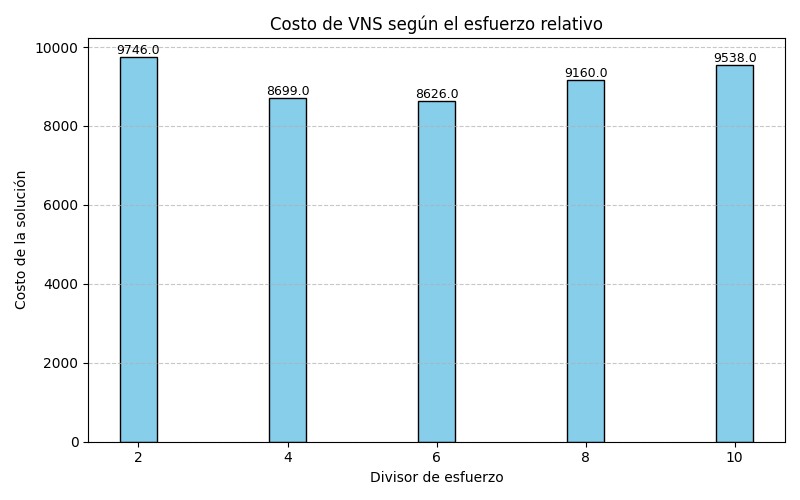 Costo de VNS según el esfuerzo relativo
9746.0
8699.0
8626.0
9160.0
9538.0
10000
8000
6000
4000
2000
0
Costo de la solución
2 4 6 8 10
Divisor de esfuerzo